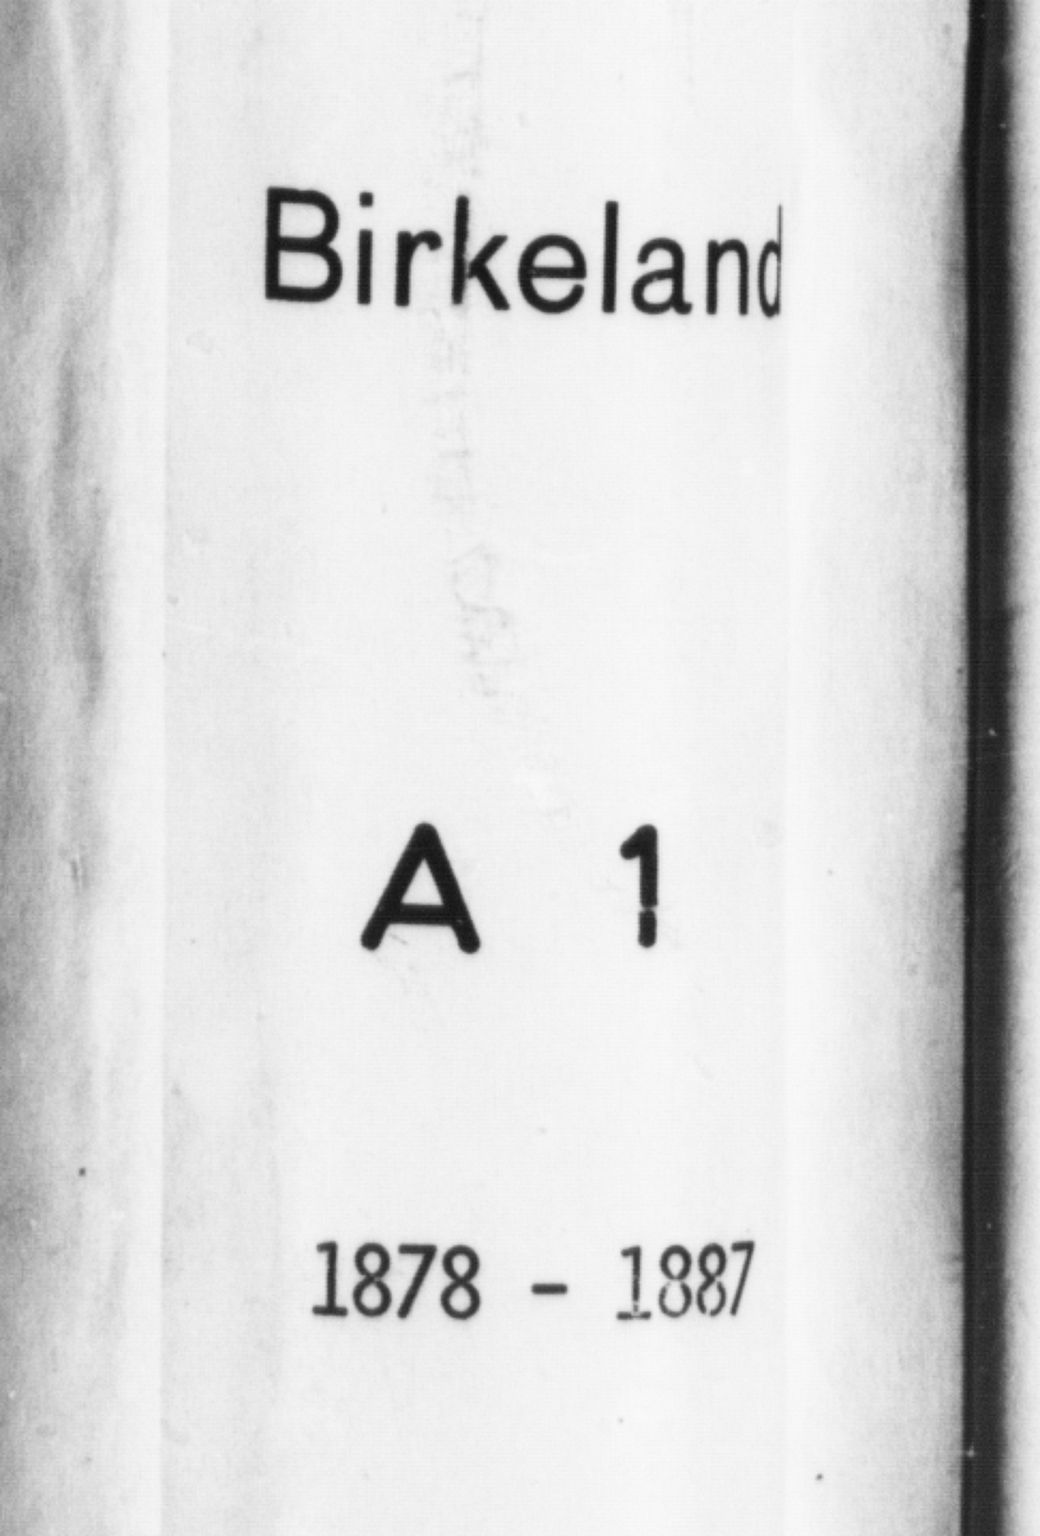 Birkeland
A 1
1878 - 1887